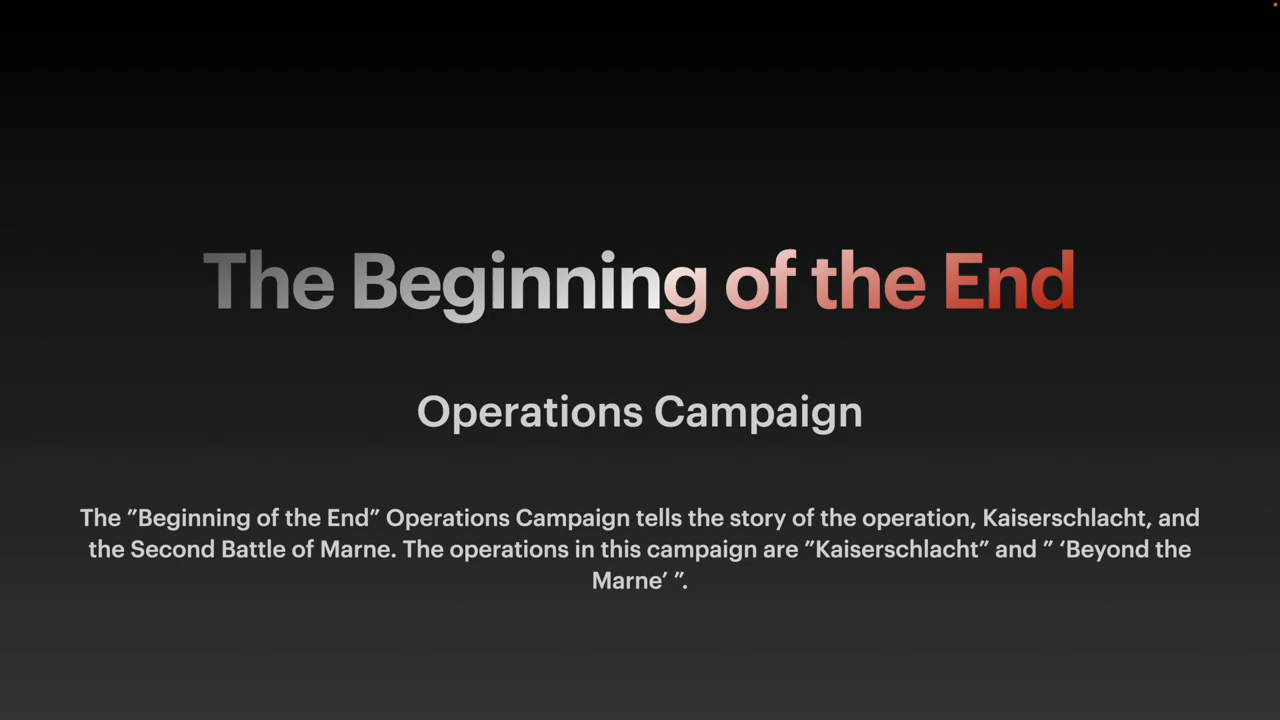 The Beginning of the End
Operations Campaign
The ”Beginning of the End” Operations Campaign tells the story of the operation, Kaiserschlacht, and
the Second Battle of Marne. The operations in this campaign are ”Kaiserschlacht” and ” ‘Beyond the
Marne’ ”.